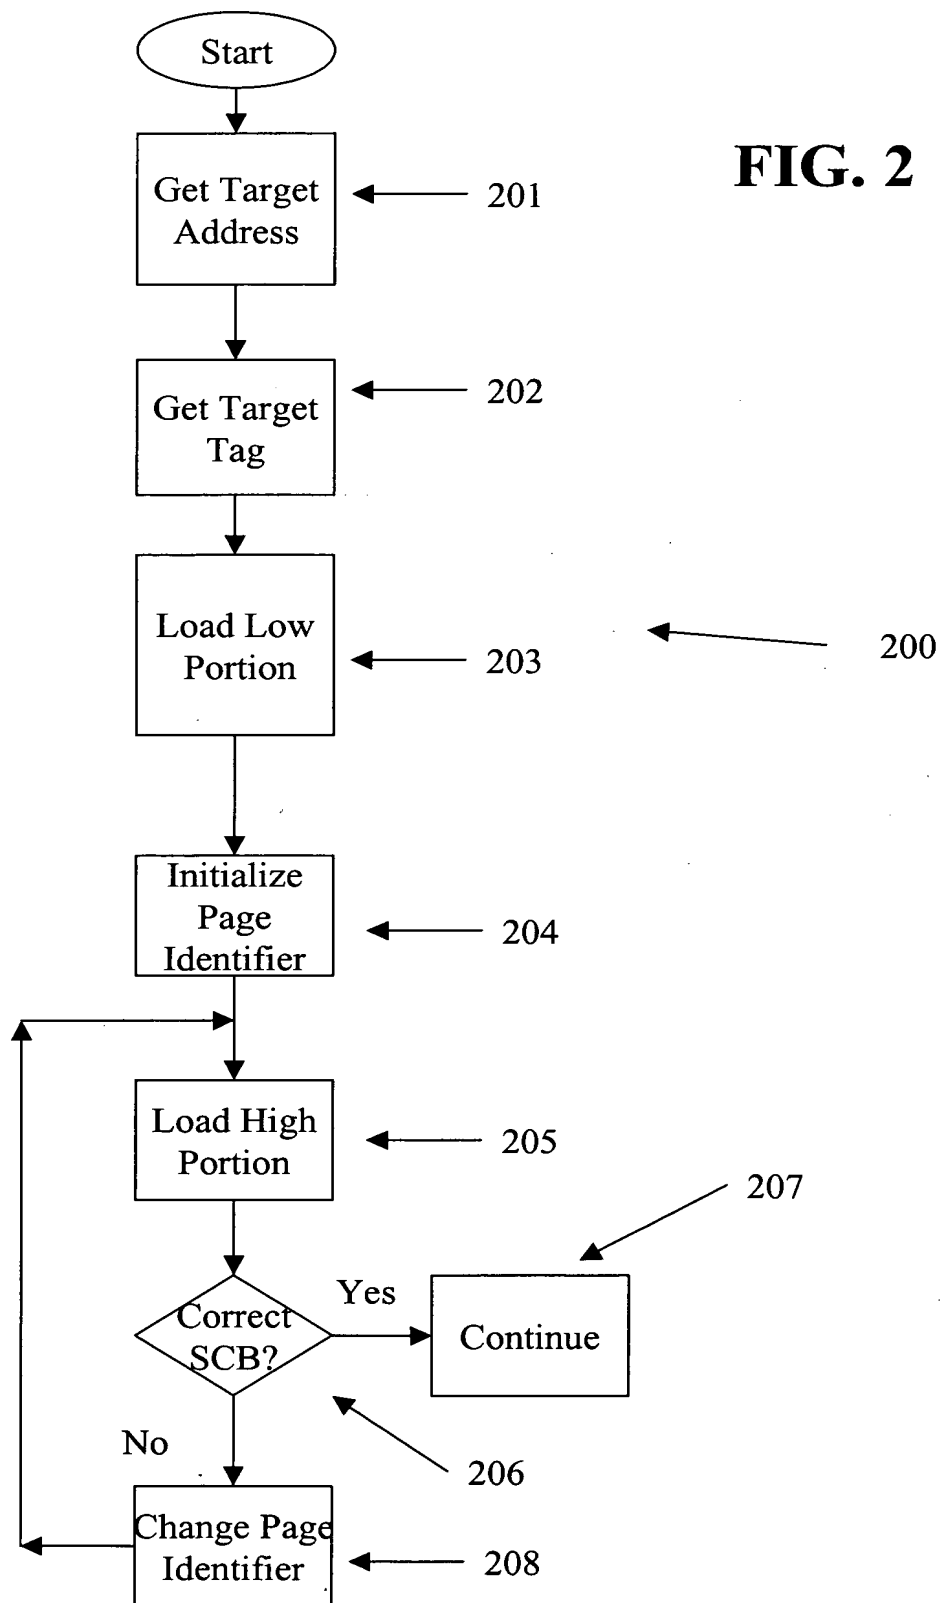 Start
FIG. 2
Get Target
Address
201
Get Target
Tag
202
Load Low
Portion
203
200
Initialize
Page
Identifier
204
Load High
Portion
205
207
Yes
Correct
SCB?
Continue
No
206
Change Page
Identifier
208